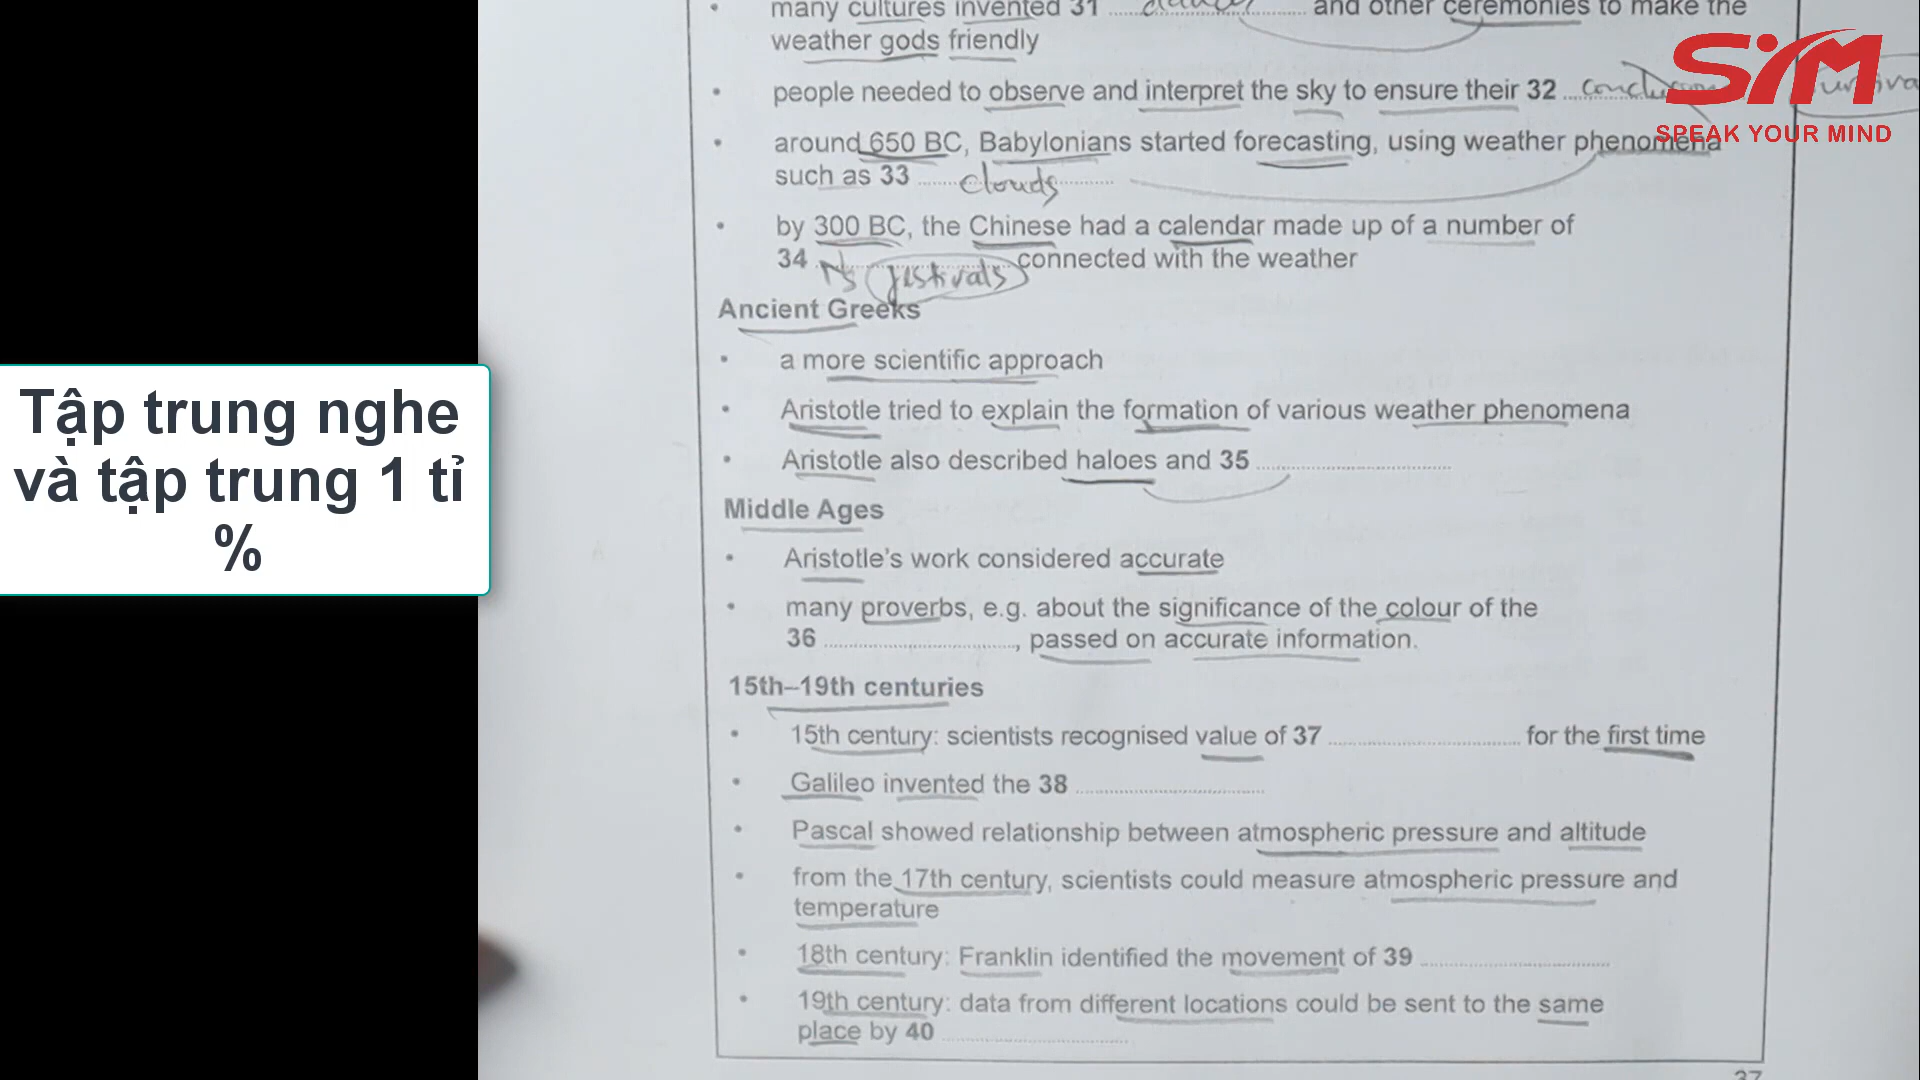 many cultures invented 31 ........ and other ceremonies to make the
weather gods friendly
people needed to observe and interpret the sky to ensure their 32 ........
around 650 BC, Babylonians started forecasting, using weather phenomena
such as 33 ........ clouds ........
by 300 BC, the Chinese had a calendar made up of a number of
34 ........ festivals connected with the weather
Ancient Greeks
a more scientific approach
Aristotle tried to explain the formation of various weather phenomena
Aristotle also described haloes and 35 ........
Middle Ages
Aristotle's work considered accurate
many proverbs, e.g. about the significance of the colour of the
36 ........, passed on accurate information.
15th–19th centuries
15th century: scientists recognised value of 37 ........ for the first time
Galileo invented the 38 ........
Pascal showed relationship between atmospheric pressure and altitude
from the 17th century, scientists could measure atmospheric pressure and
temperature
18th century: Franklin identified the movement of 39 ........
19th century: data from different locations could be sent to the same
place by 40 ........
Tập trung nghe
và tập trung 1 tỉ
%
SIM
SPEAK YOUR MIND